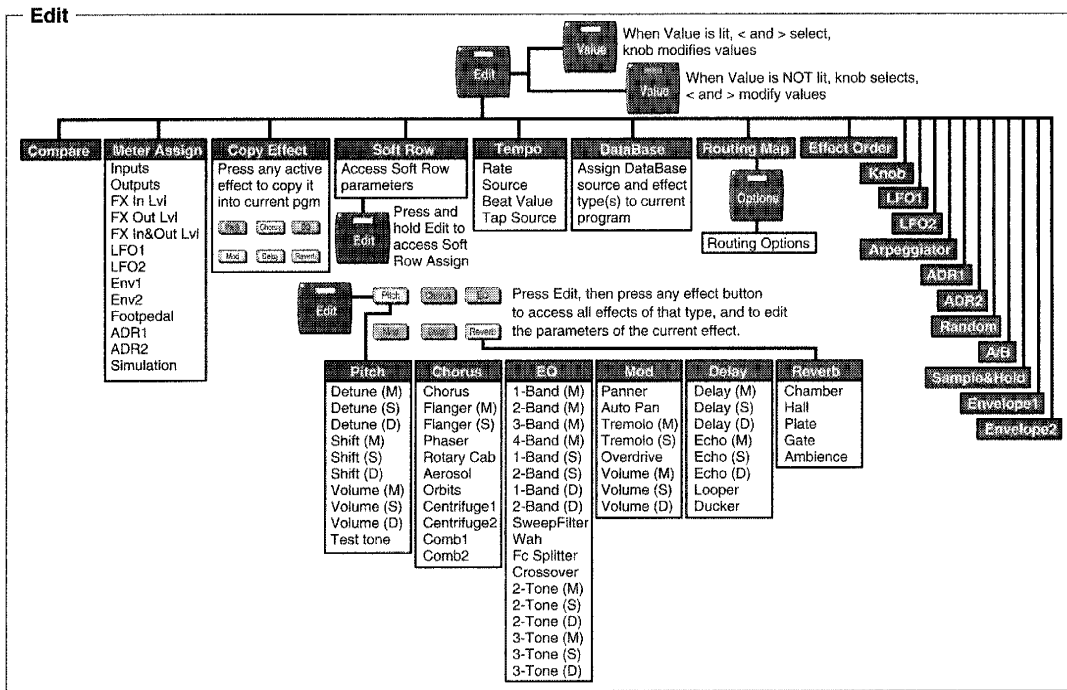 Edit
When Value is lit, < and > select,
knob modifies values
Value
Edit
When Value is NOT lit, knob selects,
< and > modify values
Value
Compare
Meter Assign
Inputs
Outputs
FX In Lvl
FX Out Lvl
FX In&Out Lvl
LFO1
LFO2
Env1
Env2
Footpedal
ADR1
ADR2
Simulation
Copy Effect
Press any active
effect to copy it
into current pgm
Pitch Chorus EQ
Mod Delay Reverb
Soft Row
Access Soft Row
parameters
Edit
Press and
hold Edit to
access Soft
Row Assign
Tempo
Rate
Source
Beat Value
Tap Source
DataBase
Assign DataBase
source and effect
type(s) to current
program
Routing Map
Options
Routing Options
Effect Order
Knob
LFO1
LFO2
Arpeggiator
ADR1
ADR2
Random
A/B
Sample&Hold
Envelope1
Envelope2
Edit
Pitch Chorus EQ
Mod Delay Reverb
Press Edit, then press any effect button
to access all effects of that type, and to edit
the parameters of the current effect.
Pitch
Detune (M)
Detune (S)
Detune (D)
Shift (M)
Shift (S)
Shift (D)
Volume (M)
Volume (S)
Volume (D)
Test tone
Chorus
Chorus
Flanger (M)
Flanger (S)
Phaser
Rotary Cab
Aerosol
Orbits
Centrifuge1
Centrifuge2
Comb1
Comb2
EQ
1-Band (M)
2-Band (M)
3-Band (M)
4-Band (M)
1-Band (S)
2-Band (S)
1-Band (D)
2-Band (D)
SweepFilter
Wah
Fc Splitter
Crossover
2-Tone (M)
2-Tone (S)
2-Tone (D)
3-Tone (M)
3-Tone (S)
3-Tone (D)
Mod
Panner
Auto Pan
Tremolo (M)
Tremolo (S)
Overdrive
Volume (M)
Volume (S)
Volume (D)
Delay
Delay (M)
Delay (S)
Delay (D)
Echo (M)
Echo (S)
Echo (D)
Looper
Ducker
Reverb
Chamber
Hall
Plate
Gate
Ambience